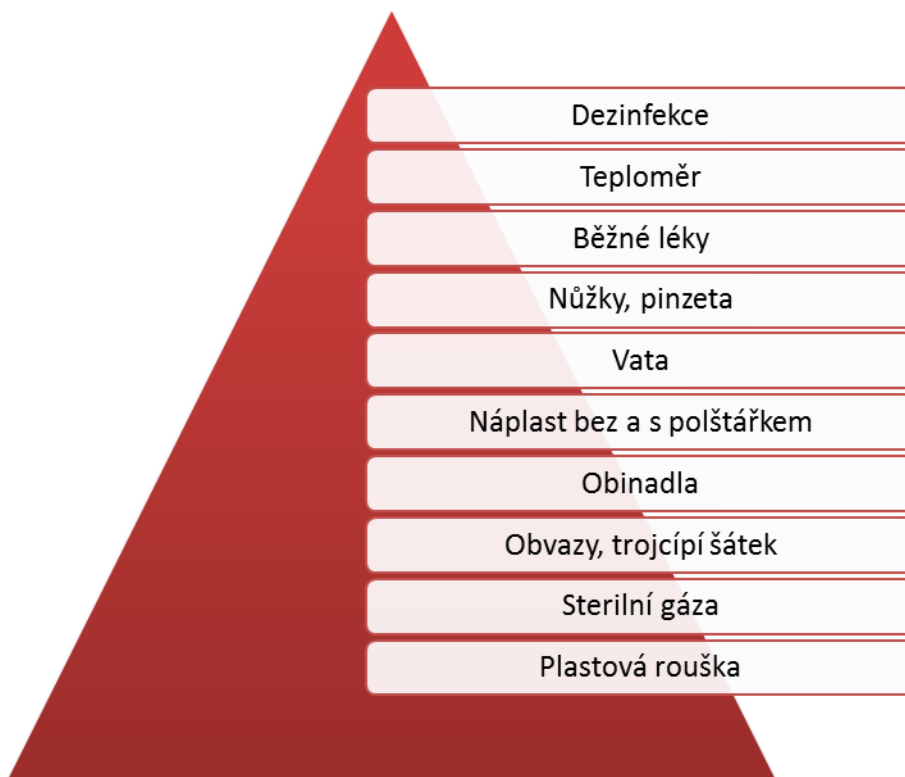 Dezinfekce
Teploměr
Běžné léky
Nůžky, pinzeta
Vata
Náplast bez a s polštářkem
Obinadla
Obvazy, trojcípí šátek
Sterilní gáza
Plastová rouška